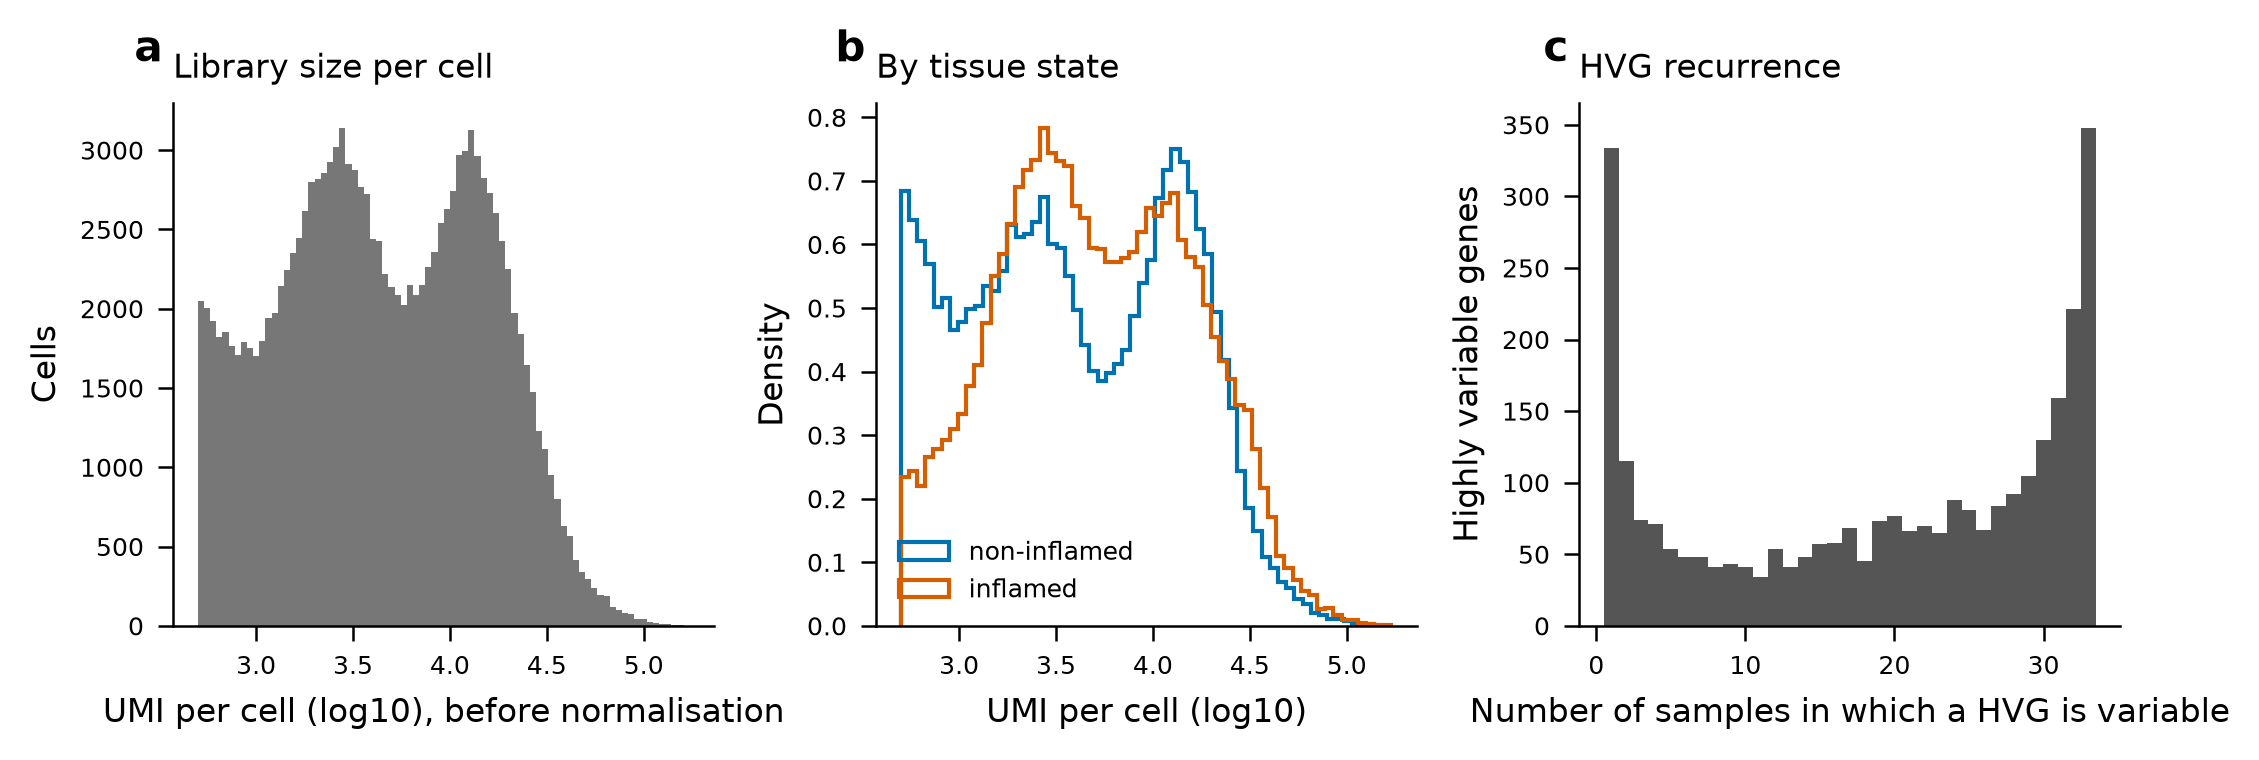 a
Library size per cell
3000
2500
2000
1500
1000
500
0
Cells
3.0 3.5 4.0 4.5 5.0
UMI per cell (log10), before normalisation
b
By tissue state
0.8
0.7
0.6
0.5
0.4
0.3
0.2
0.1
0.0
Density
non-inflamed
inflamed
3.0 3.5 4.0 4.5 5.0
UMI per cell (log10)
c
HVG recurrence
350
300
250
200
150
100
50
0
Highly variable genes
0 10 20 30
Number of samples in which a HVG is variable